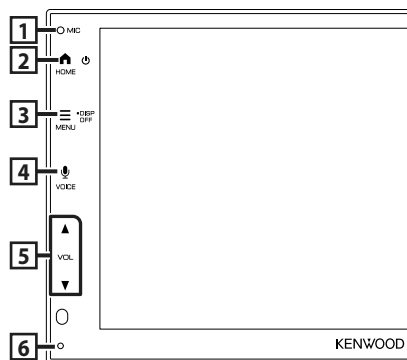 1 MIC
2
HOME
3 •DISP
OFF
MENU
4
VOICE
5 VOL
6
KENWOOD